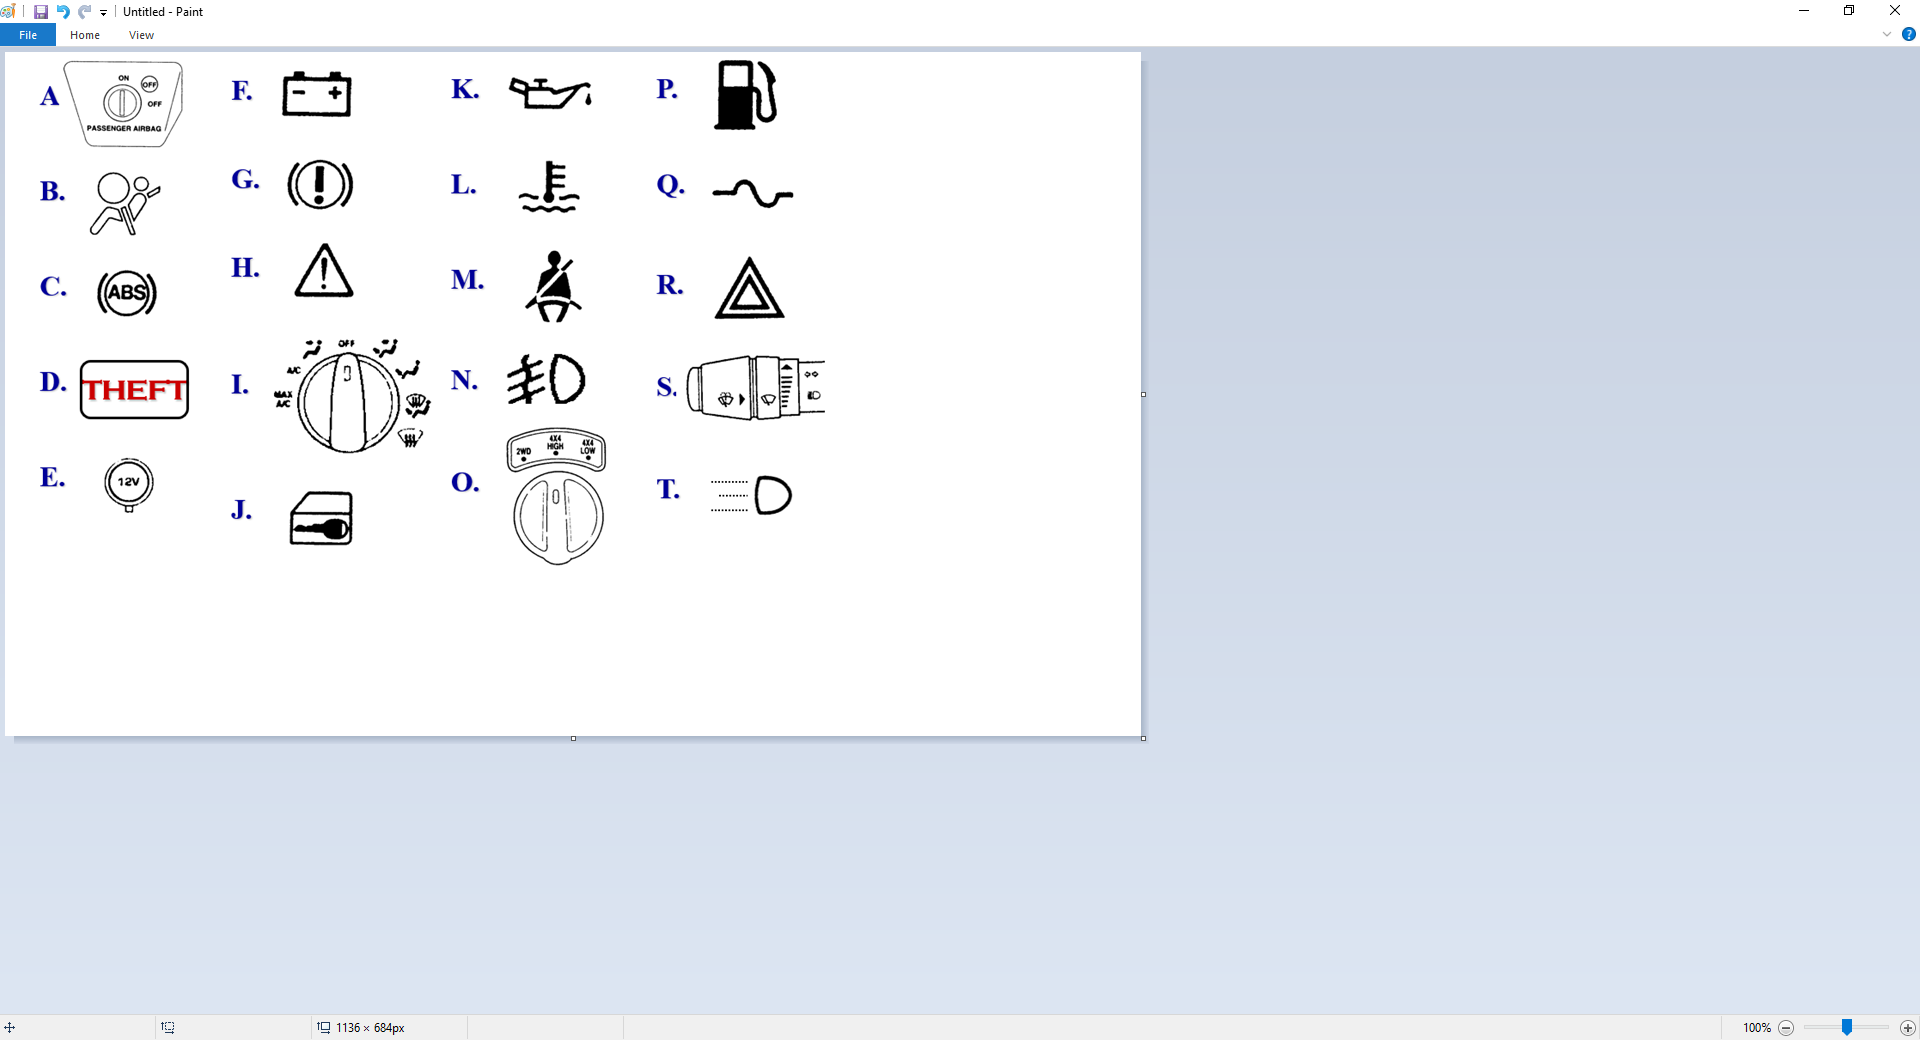 Untitled - Paint
File Home View
A ON OFF OFF PASSENGER AIRBAG
F. - +
K.
P.
B.
G. !
L.
Q.
C. ABS
H. !
M.
R.
D. THEFT
I. OFF A/C MAX A/C
N.
S.
E. 12V
J.
O. 2WD 4X4 HIGH 4X4 LOW
T.
1136 × 684px 100%